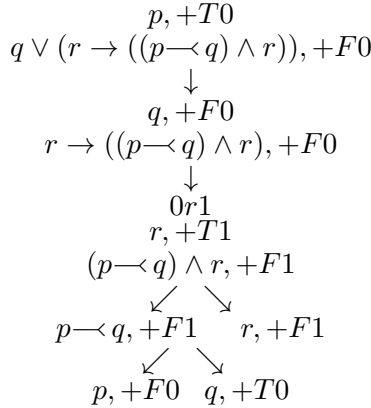 p, +T0
q ∨ (r → ((p⤙q) ∧ r)), +F0
↓
q, +F0
r → ((p⤙q) ∧ r), +F0
↓
0r1
r, +T1
(p⤙q) ∧ r, +F1
↙ ↘
p⤙q, +F1 r, +F1
↙ ↘
p, +F0 q, +T0